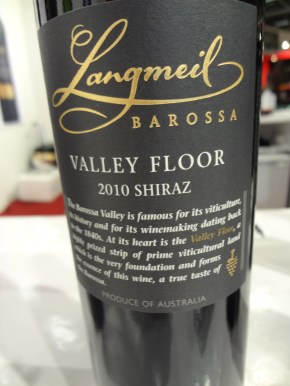 Langmeil
BAROSSA
VALLEY FLOOR
2010 SHIRAZ
The Barossa Valley is famous for its viticulture,
its history and for its winemaking dating back
to the 1840s. At its heart is the Valley Floor, a
highly prized strip of prime viticultural land
which is the very foundation and forms
the essence of this wine, a true taste of
the Barossa.
PRODUCE OF AUSTRALIA